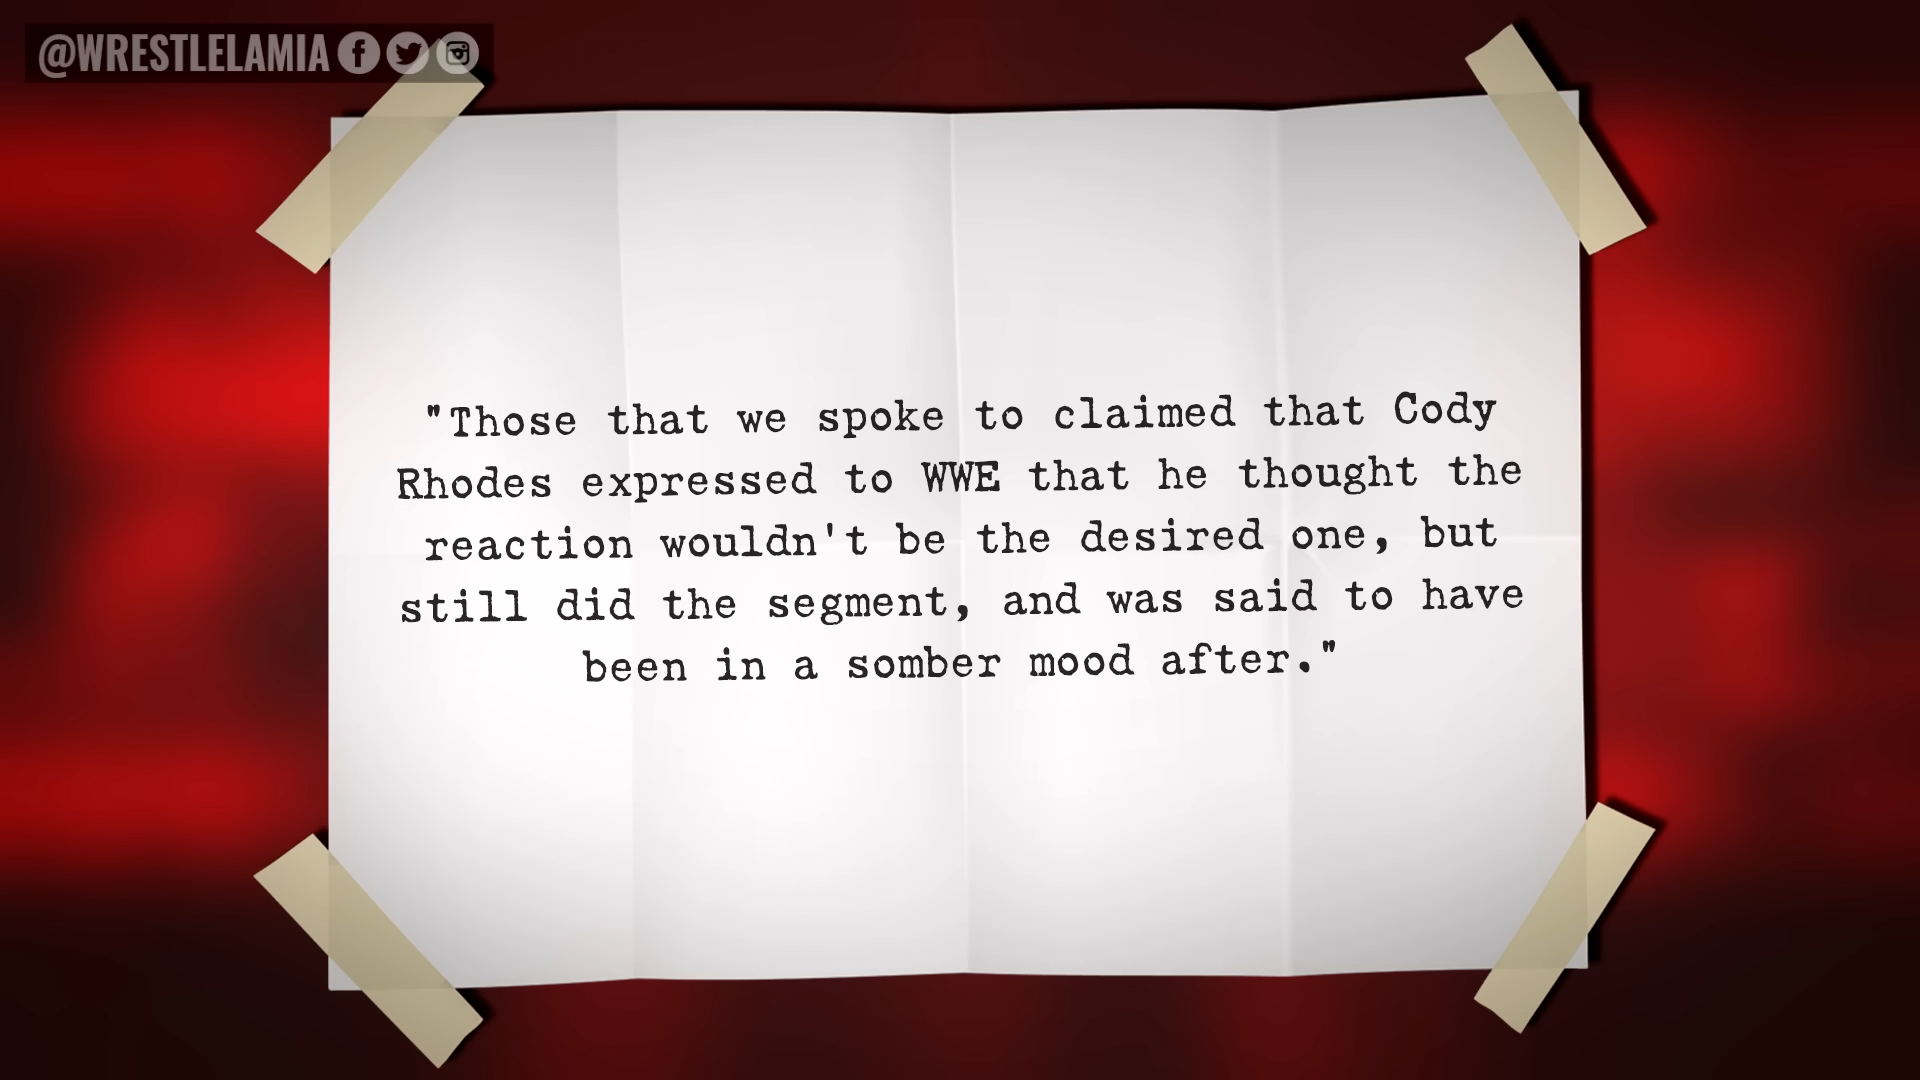 @WRESTLELAMIA
"Those that we spoke to claimed that Cody
Rhodes expressed to WWE that he thought the
reaction wouldn't be the desired one, but
still did the segment, and was said to have
been in a somber mood after."